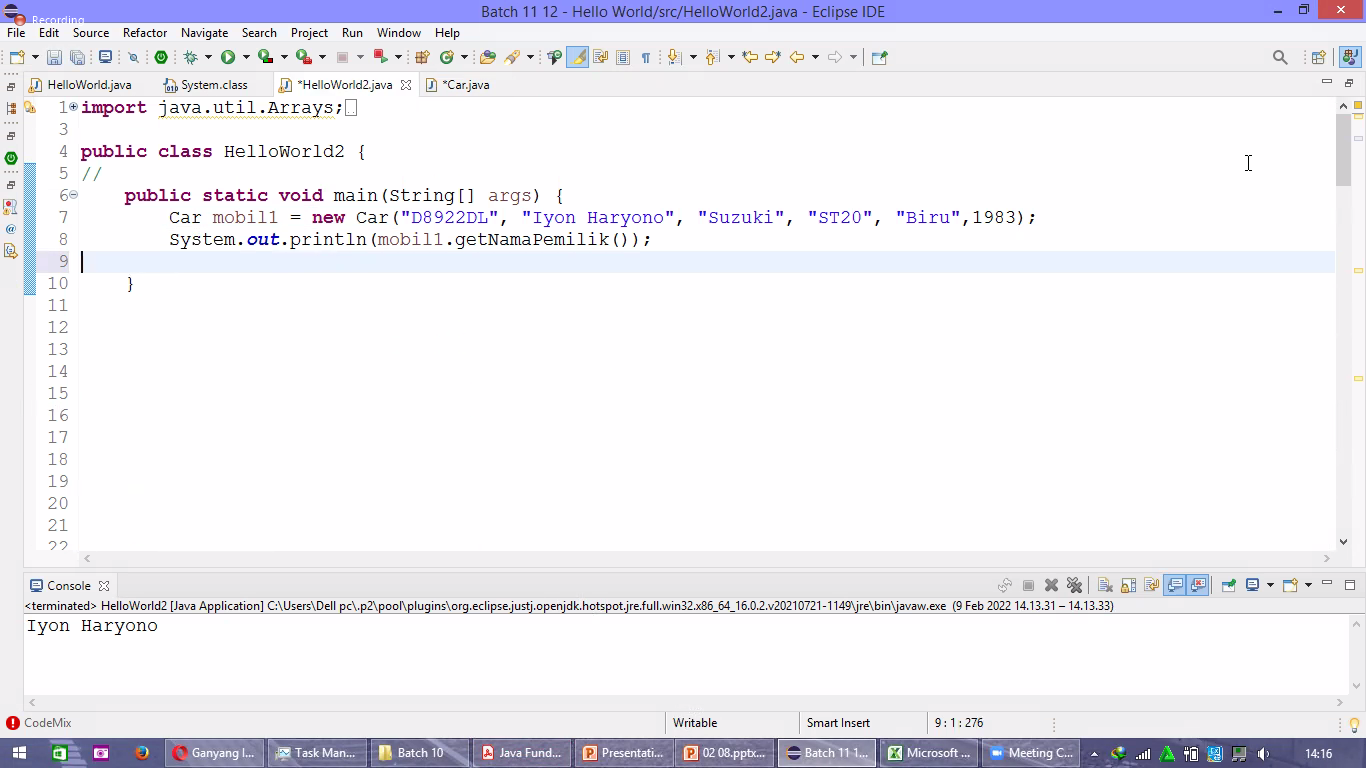 Recording
Batch 11 12 - Hello World/src/HelloWorld2.java - Eclipse IDE
File Edit Source Refactor Navigate Search Project Run Window Help
HelloWorld.java System.class *HelloWorld2.java *Car.java
1 import java.util.Arrays;
3
4 public class HelloWorld2 {
5 //
6 public static void main(String[] args) {
7 Car mobil1 = new Car("D8922DL", "Iyon Haryono", "Suzuki", "ST20", "Biru",1983);
8 System.out.println(mobil1.getNamaPemilik());
9
10 }
11
12
13
14
15
16
17
18
19
20
21
22
Console
<terminated> HelloWorld2 [Java Application] C:\Users\Dell pc\.p2\pool\plugins\org.eclipse.justj.openjdk.hotspot.jre.full.win32.x86_64_16.0.2.v20210721-1149\jre\bin\javaw.exe (9 Feb 2022 14.13.31 – 14.13.33)
Iyon Haryono
CodeMix Writable Smart Insert 9 : 1 : 276
Ganyang I... Task Man... Batch 10 Java Fund... Presentati... 02 08.pptx... Batch 11 1... Microsoft ... Meeting C... 14:16